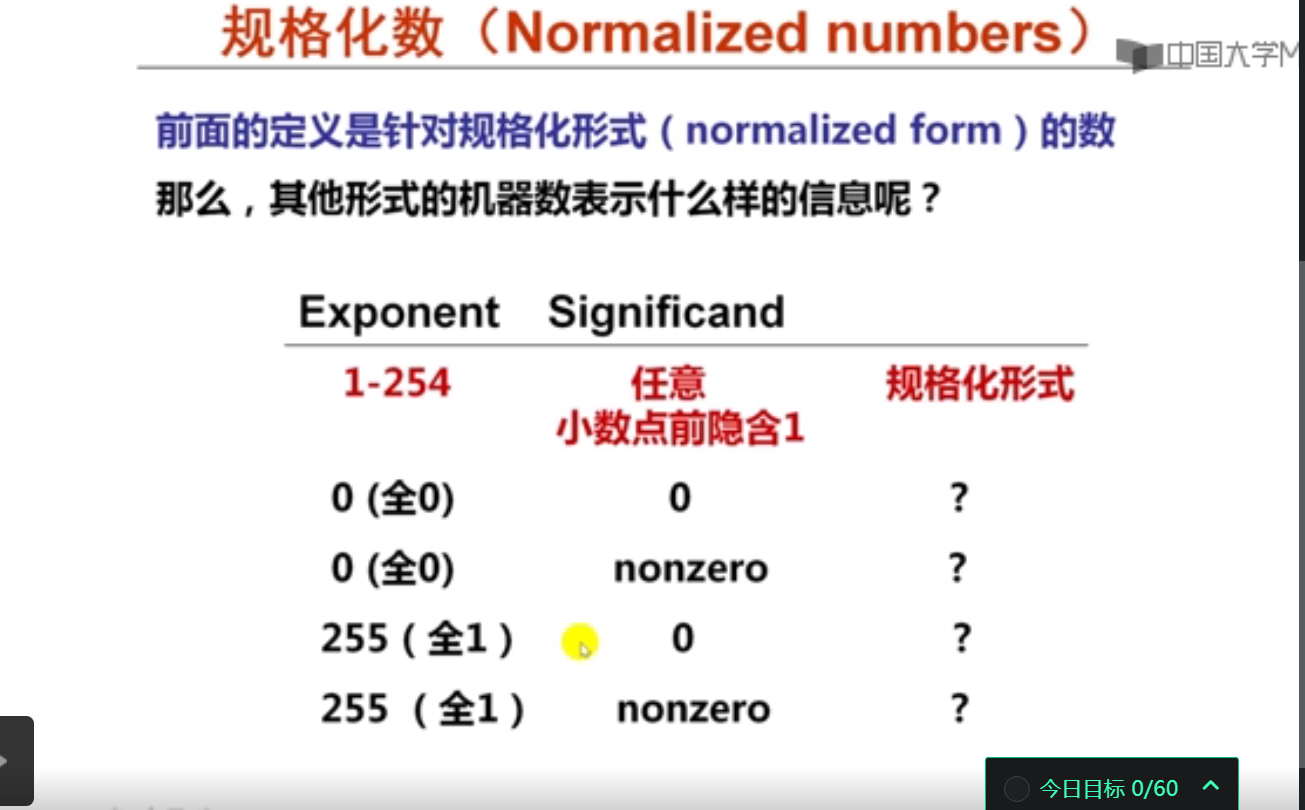 规格化数（Normalized numbers）
中国大学M
前面的定义是针对规格化形式（normalized form）的数
那么，其他形式的机器数表示什么样的信息呢？
Exponent Significand
1-254 任意 规格化形式
小数点前隐含1
0 (全0) 0 ?
0 (全0) nonzero ?
255（全1） 0 ?
255 （全1） nonzero ?
今日目标 0/60